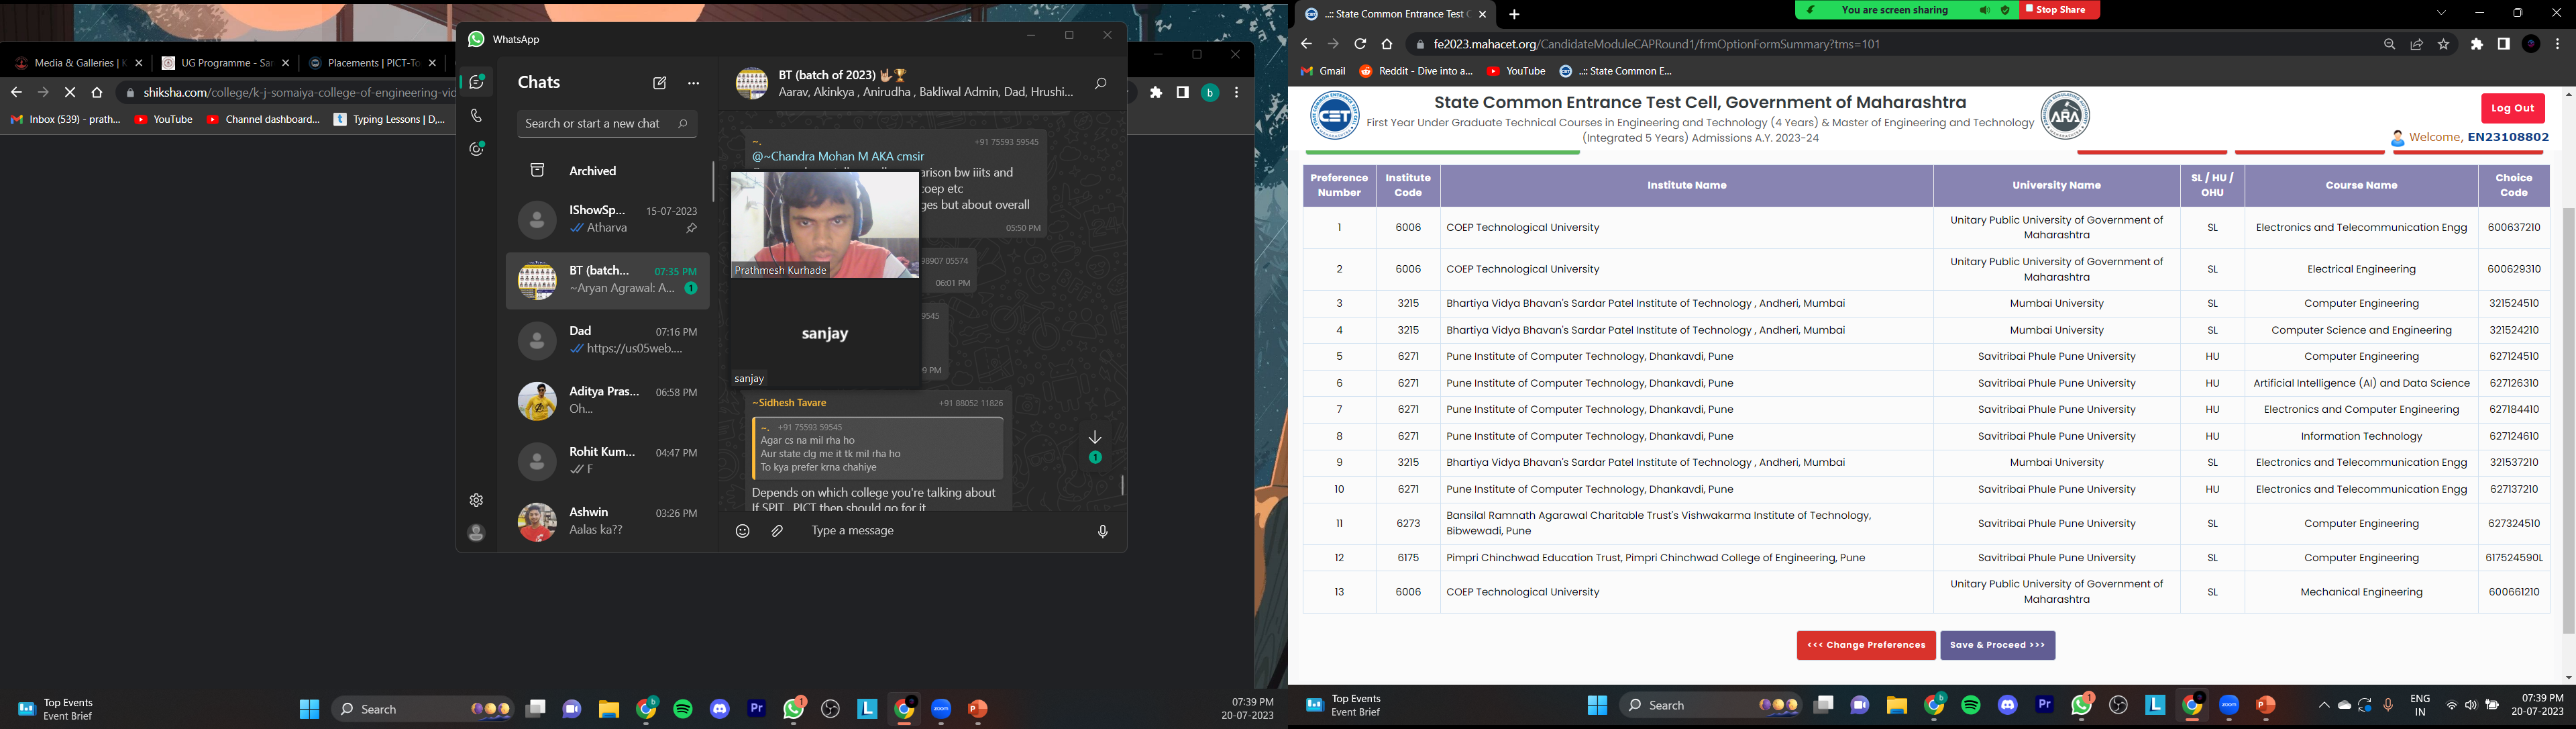 Media & Galleries | K
UG Programme - Sar
Placements | PICT-To
shiksha.com/college/k-j-somaiya-college-of-engineering-vid
b
Inbox (539) - prath...
YouTube
Channel dashboard...
Typing Lessons | D,...
WhatsApp
Chats
Search or start a new chat
Archived
IShowSp...
15-07-2023
Atharva
BT (batch...
07:35 PM
~Aryan Agrawal: A...
1
Dad
07:16 PM
https://us05web....
Aditya Pras...
06:58 PM
Oh...
Rohit Kum...
04:47 PM
F
Ashwin
03:26 PM
Aalas ka??
BT (batch of 2023) 🤟🏆
Aarav, Akinkya , Anirudha , Bakliwal Admin, Dad, Hrushi...
~.
+91 75593 59545
@~Chandra Mohan M AKA cmsir
arison bw iiits and
coep etc
ges but about overall
05:50 PM
98907 05574
06:01 PM
9545
9 PM
Prathmesh Kurhade
sanjay
sanjay
~Sidhesh Tavare
+91 88052 11826
~. +91 75593 59545
Agar cs na mil rha ho
Aur state clg me it tk mil rha ho
To kya prefer krna chahiye
Depends on which college you're talking about
If SPIT , PICT then should go for it
1
Type a message
Top Events
Event Brief
Search
07:39 PM
20-07-2023
..:: State Common Entrance Test C
You are screen sharing
Stop Share
fe2023.mahacet.org/CandidateModuleCAPRound1/frmOptionFormSummary?tms=101
Gmail
Reddit - Dive into a...
YouTube
..:: State Common E...
CET
ARA
State Common Entrance Test Cell, Government of Maharashtra
First Year Under Graduate Technical Courses in Engineering and Technology (4 Years) & Master of Engineering and Technology
(Integrated 5 Years) Admissions A.Y. 2023-24
Log Out
Welcome, EN23108802
Preference Number Institute Code Institute Name University Name SL / HU / OHU Course Name Choice Code
1 6006 COEP Technological University Unitary Public University of Government of Maharashtra SL Electronics and Telecommunication Engg 600637210
2 6006 COEP Technological University Unitary Public University of Government of Maharashtra SL Electrical Engineering 600629310
3 3215 Bhartiya Vidya Bhavan's Sardar Patel Institute of Technology , Andheri, Mumbai Mumbai University SL Computer Engineering 321524510
4 3215 Bhartiya Vidya Bhavan's Sardar Patel Institute of Technology , Andheri, Mumbai Mumbai University SL Computer Science and Engineering 321524210
5 6271 Pune Institute of Computer Technology, Dhankavdi, Pune Savitribai Phule Pune University HU Computer Engineering 627124510
6 6271 Pune Institute of Computer Technology, Dhankavdi, Pune Savitribai Phule Pune University HU Artificial Intelligence (AI) and Data Science 627126310
7 6271 Pune Institute of Computer Technology, Dhankavdi, Pune Savitribai Phule Pune University HU Electronics and Computer Engineering 627184410
8 6271 Pune Institute of Computer Technology, Dhankavdi, Pune Savitribai Phule Pune University HU Information Technology 627124610
9 3215 Bhartiya Vidya Bhavan's Sardar Patel Institute of Technology , Andheri, Mumbai Mumbai University SL Electronics and Telecommunication Engg 321537210
10 6271 Pune Institute of Computer Technology, Dhankavdi, Pune Savitribai Phule Pune University HU Electronics and Telecommunication Engg 627137210
11 6273 Bansilal Ramnath Agarawal Charitable Trust's Vishwakarma Institute of Technology, Bibwewadi, Pune Savitribai Phule Pune University SL Computer Engineering 627324510
12 6175 Pimpri Chinchwad Education Trust, Pimpri Chinchwad College of Engineering, Pune Savitribai Phule Pune University SL Computer Engineering 617524590L
13 6006 COEP Technological University Unitary Public University of Government of Maharashtra SL Mechanical Engineering 600661210
<<< Change Preferences
Save & Proceed >>>
Top Events
Event Brief
Search
ENG
IN
07:39 PM
20-07-2023